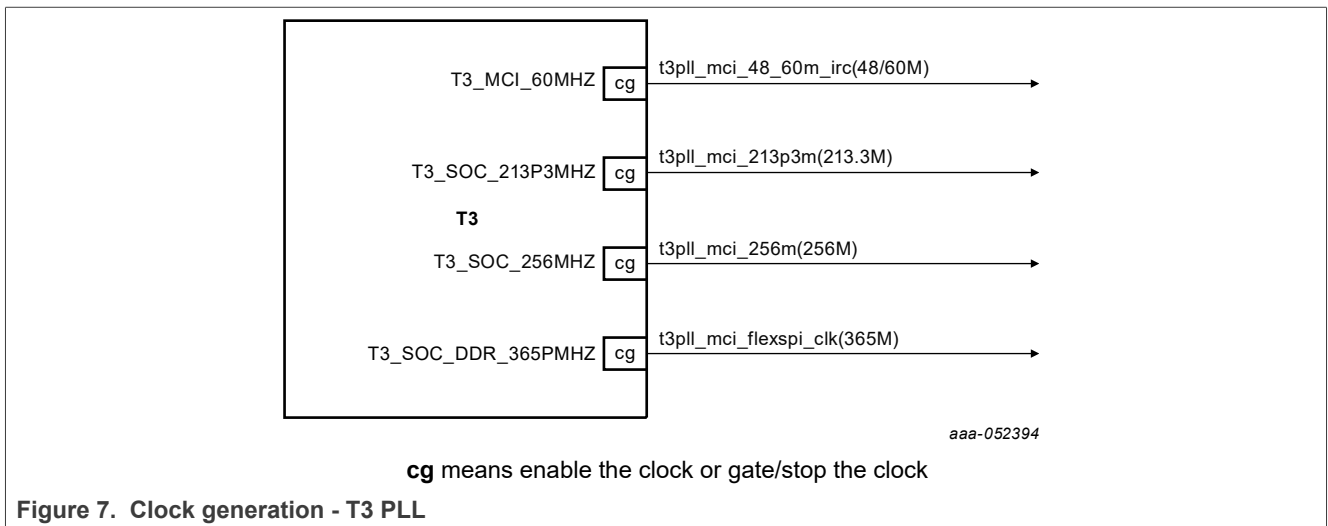 T3_MCI_60MHZ cg t3pll_mci_48_60m_irc(48/60M)
T3_SOC_213P3MHZ cg t3pll_mci_213p3m(213.3M)
T3
T3_SOC_256MHZ cg t3pll_mci_256m(256M)
T3_SOC_DDR_365PMHZ cg t3pll_mci_flexspi_clk(365M)
aaa-052394
cg means enable the clock or gate/stop the clock
Figure 7. Clock generation - T3 PLL